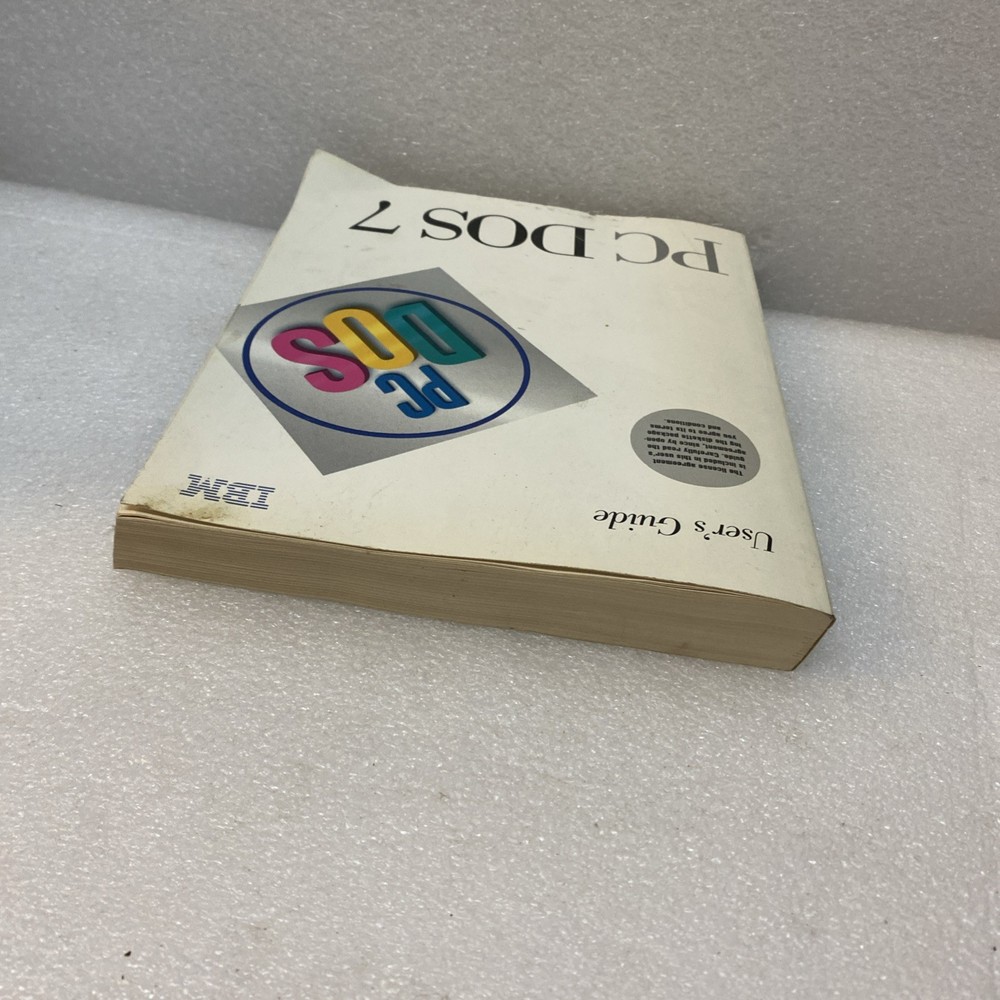 User's Guide
IBM
The license agreement
is included in this user's
guide. Carefully read the
agreement, since by open-
ing the diskette package
you agree to its terms
and conditions.
PC
DOS
PC DOS 7